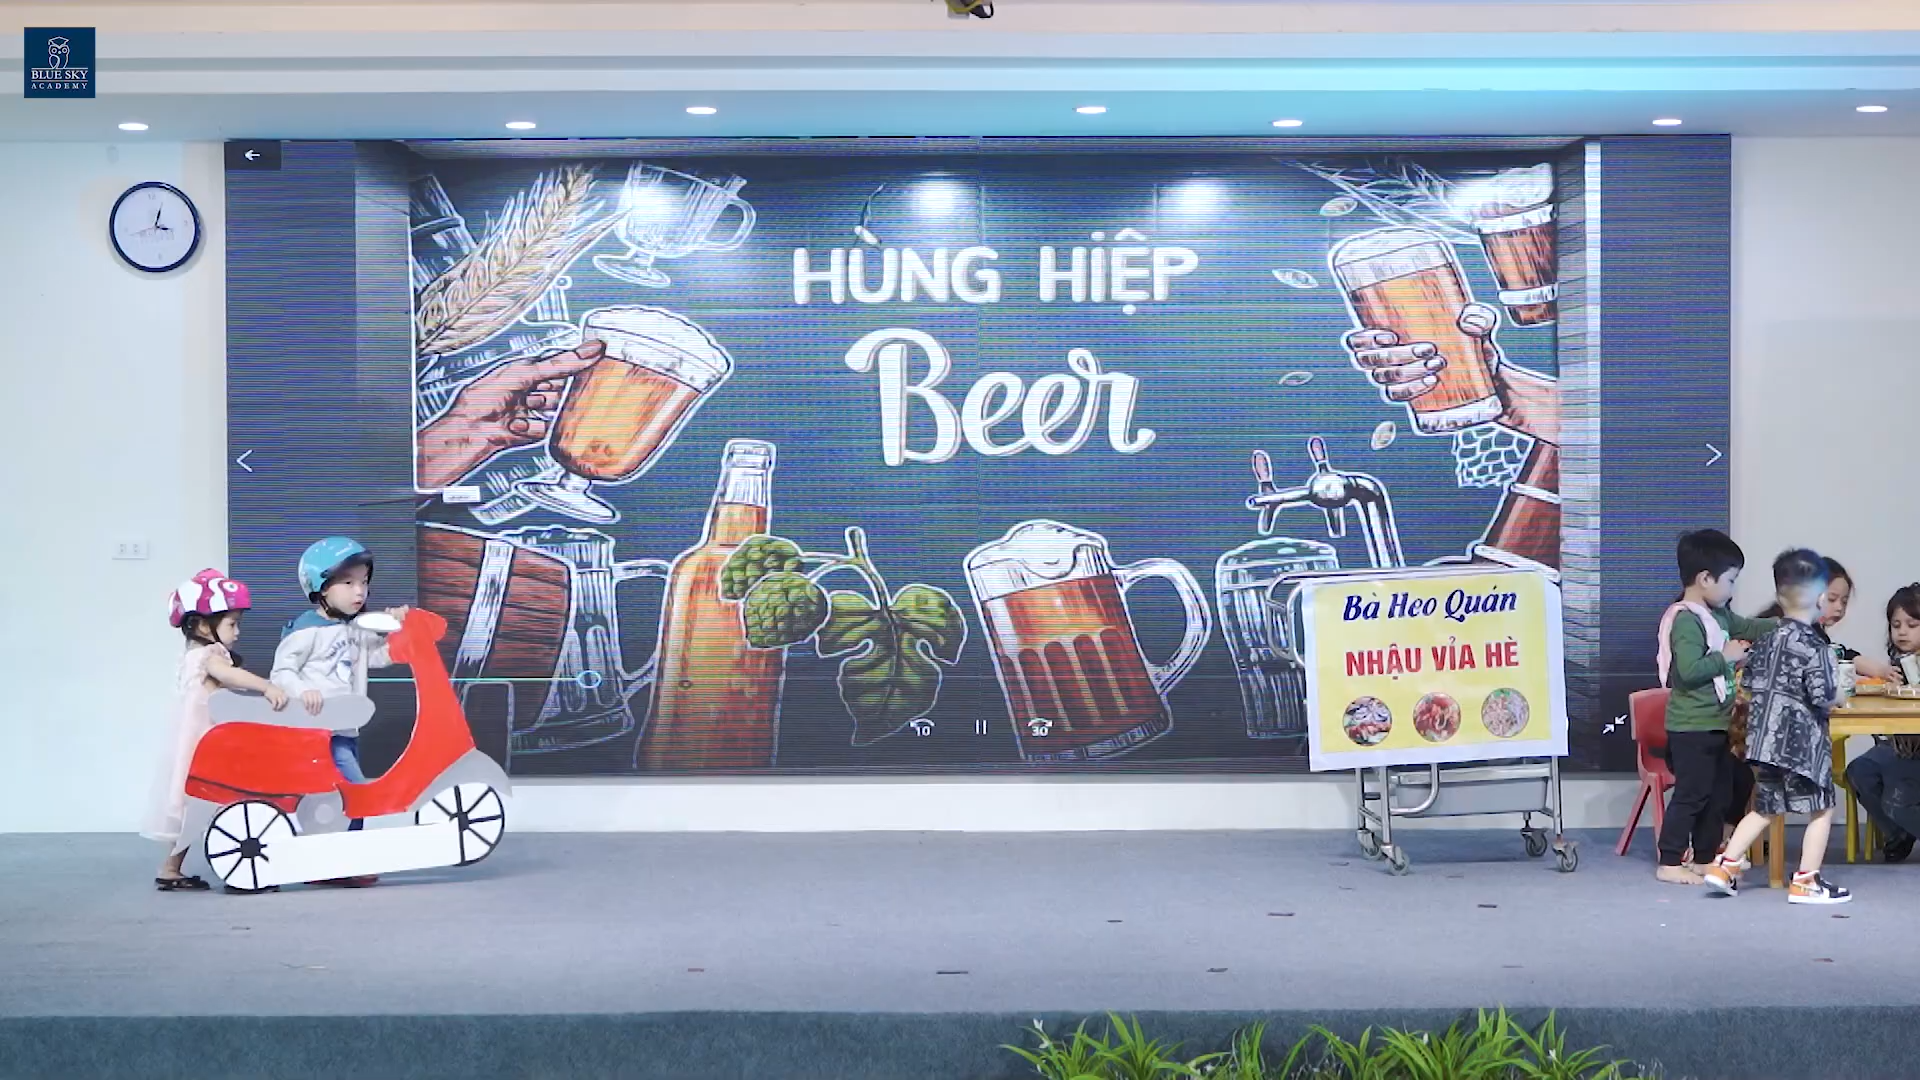 BLUE SKY
ACADEMY
HÙNG HIỆP
Beer
Bà Heo Quán
NHẬU VỈA HÈ
10
30